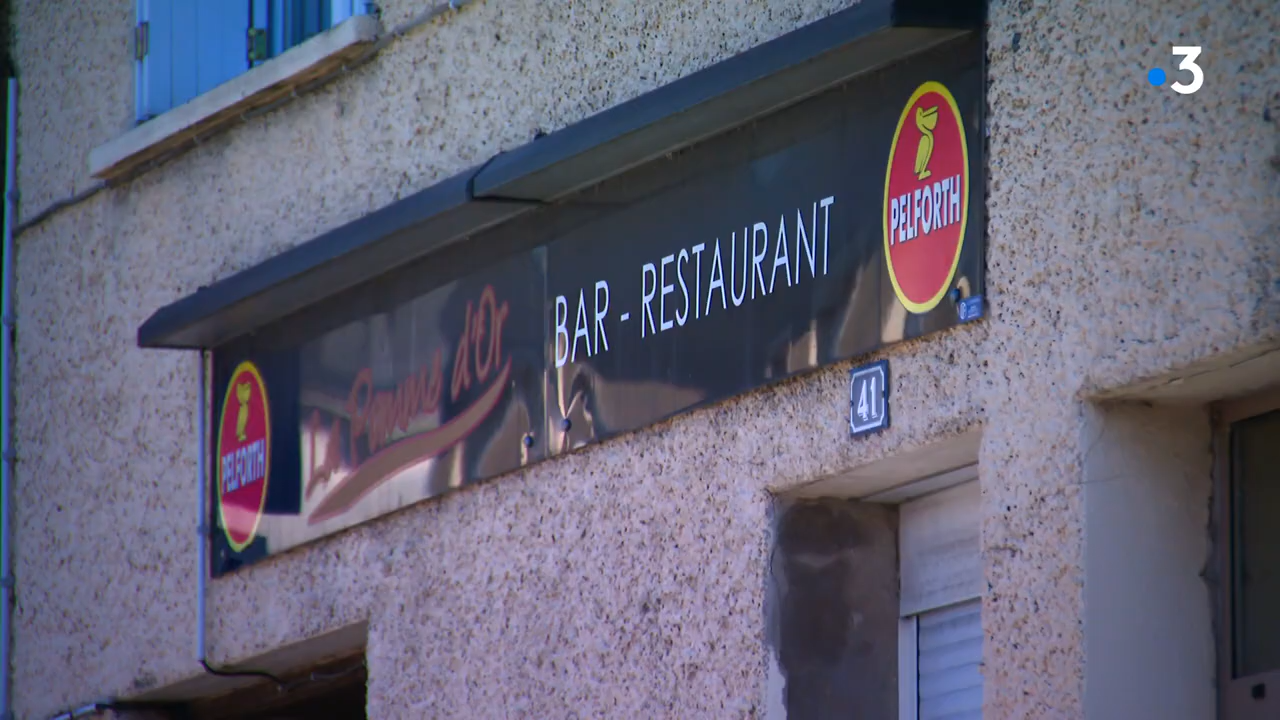 3
PELFORTH
La Pomme d'Or
BAR - RESTAURANT
PELFORTH
41